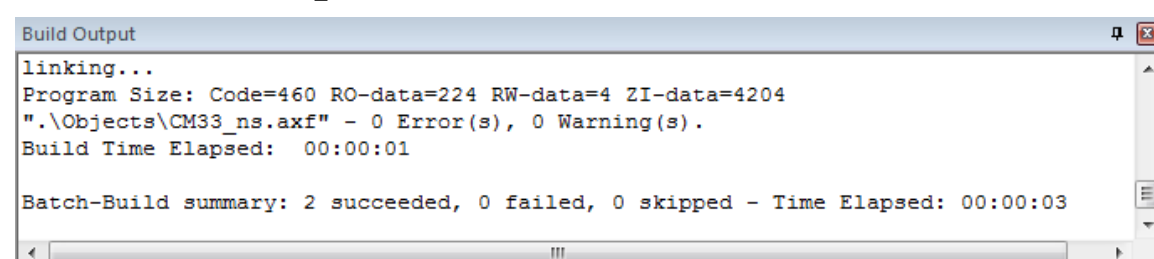 Build Output
linking...
Program Size: Code=460 RO-data=224 RW-data=4 ZI-data=4204
".\Objects\CM33_ns.axf" - 0 Error(s), 0 Warning(s).
Build Time Elapsed:  00:00:01
Batch-Build summary: 2 succeeded, 0 failed, 0 skipped - Time Elapsed: 00:00:03